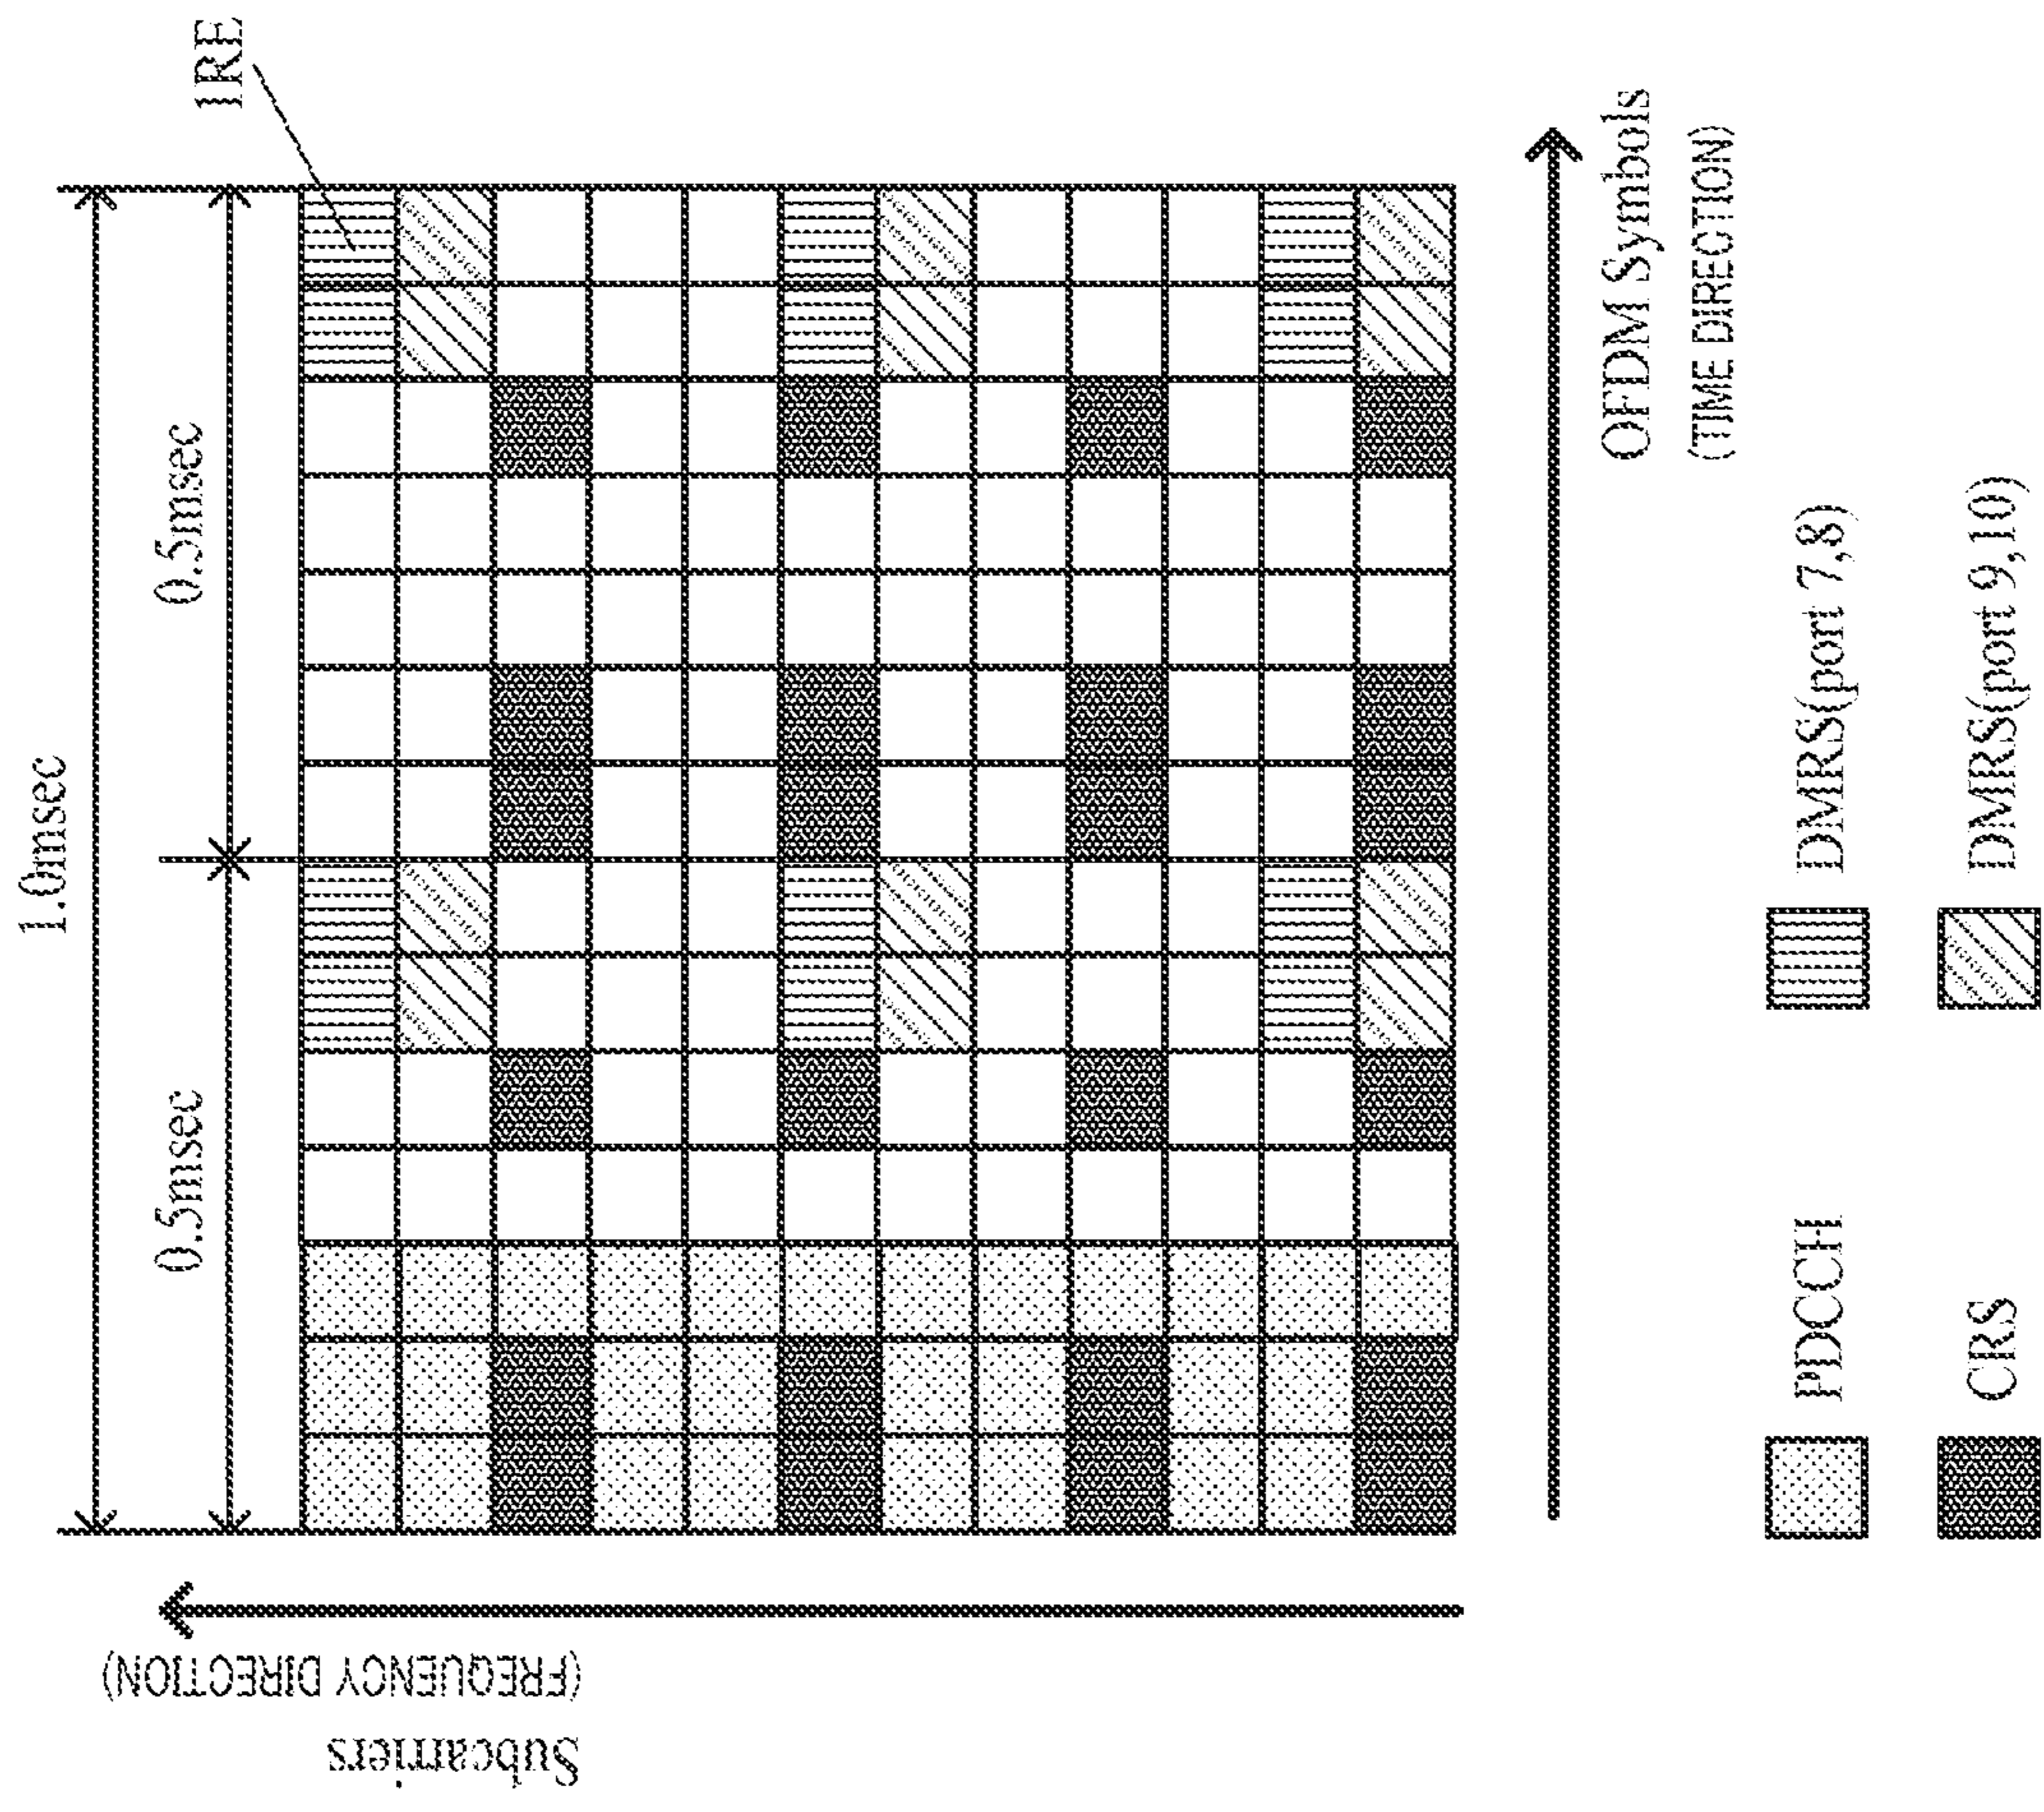 1.0msec
0.5msec
0.5msec
1RE
Subcarriers
(FREQUENCY DIRECTION)
OFDM Symbols
(TIME DIRECTION)
PDCCH
DMRS(port 7,8)
CRS
DMRS(port 9,10)